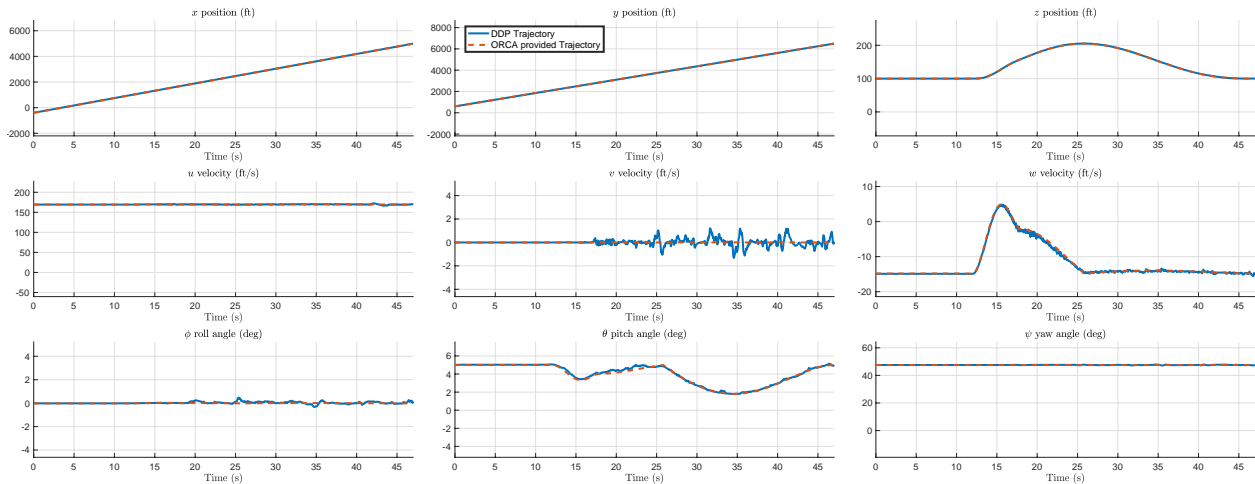 x position (ft)
6000
4000
2000
0
-2000
0 5 10 15 20 25 30 35 40 45
Time (s)
y position (ft)
8000
6000
4000
2000
0
-2000
DDP Trajectory
ORCA provided Trajectory
0 5 10 15 20 25 30 35 40 45
Time (s)
z position (ft)
200
100
0
0 5 10 15 20 25 30 35 40 45
Time (s)
u velocity (ft/s)
200
150
100
50
0
-50
0 5 10 15 20 25 30 35 40 45
Time (s)
v velocity (ft/s)
4
2
0
-2
-4
0 5 10 15 20 25 30 35 40 45
Time (s)
w velocity (ft/s)
10
0
-10
-20
0 5 10 15 20 25 30 35 40 45
Time (s)
ϕ roll angle (deg)
4
2
0
-2
-4
0 5 10 15 20 25 30 35 40 45
Time (s)
θ pitch angle (deg)
6
4
2
0
-2
-4
0 5 10 15 20 25 30 35 40 45
Time (s)
ψ yaw angle (deg)
60
40
20
0
0 5 10 15 20 25 30 35 40 45
Time (s)